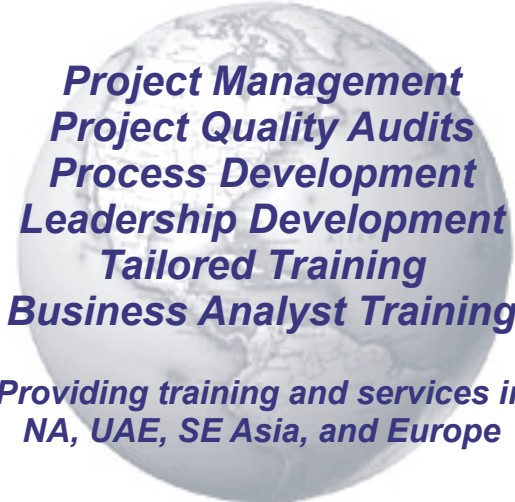 Project Management
Project Quality Audits
Process Development
Leadership Development
Tailored Training
Business Analyst Training
Providing training and services in
NA, UAE, SE Asia, and Europe